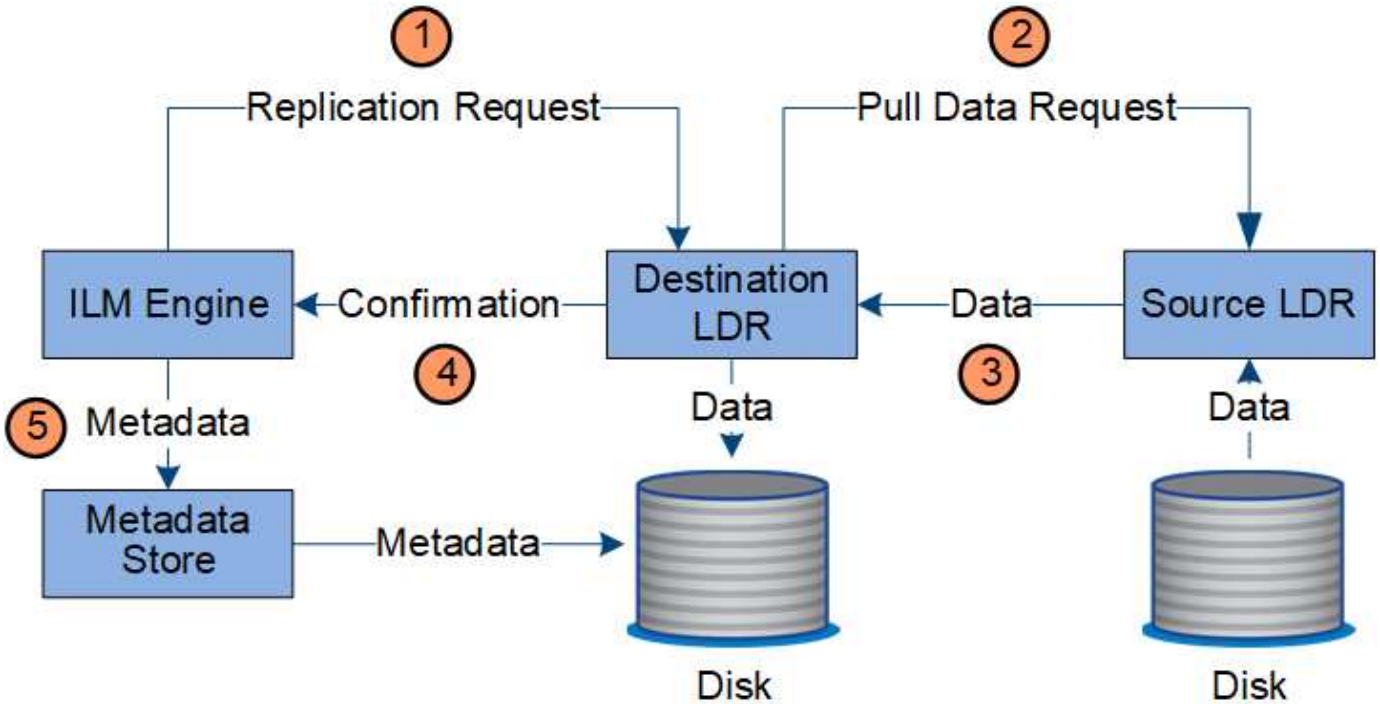 1
2
Replication Request
Pull Data Request
ILM Engine
Confirmation
Destination
LDR
Data
Source LDR
4
3
5
Metadata
Data
Data
Metadata
Store
Metadata
Disk
Disk